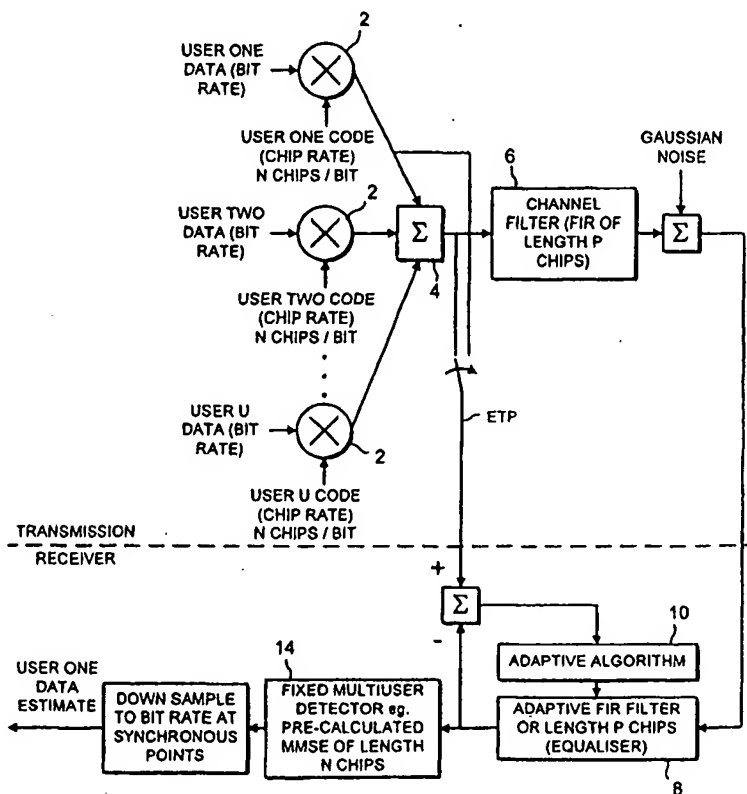 2
USER ONE
DATA (BIT
RATE)
USER ONE CODE
(CHIP RATE)
N CHIPS / BIT
GAUSSIAN
NOISE
6
CHANNEL
FILTER (FIR OF
LENGTH P
CHIPS)
Σ
2
USER TWO
DATA (BIT
RATE)
Σ
4
USER TWO CODE
(CHIP RATE)
N CHIPS / BIT
USER U
DATA (BIT
RATE)
2
ETP
USER U CODE
(CHIP RATE)
N CHIPS / BIT
TRANSMISSION
RECEIVER
+
Σ
-
10
ADAPTIVE ALGORITHM
14
USER ONE
DATA
ESTIMATE
DOWN SAMPLE
TO BIT RATE AT
SYNCHRONOUS
POINTS
FIXED MULTIUSER
DETECTOR eg.
PRE-CALCULATED
MMSE OF LENGTH
N CHIPS
ADAPTIVE FIR FILTER
OR LENGTH P CHIPS
(EQUALISER)
8